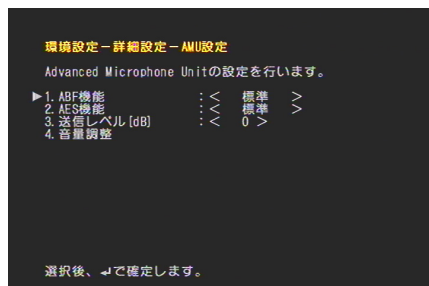 環境設定－詳細設定－AMU設定
Advanced Microphone Unitの設定を行います。
▶1. ABF機能 :< 標準 >
2. AES機能 :< 標準 >
3. 送信レベル[dB] :< 0 >
4. 音量調整
選択後、↵で確定します。